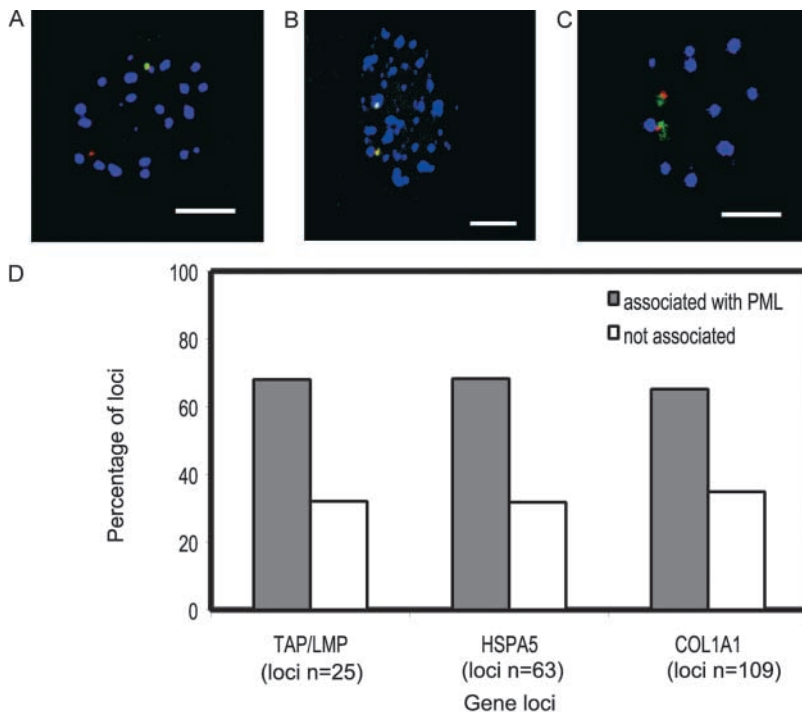 A
B
C
D
100
80
60
40
20
0
Percentage of loci
associated with PML
not associated
TAP/LMP
(loci n=25)
HSPA5
(loci n=63)
COL1A1
(loci n=109)
Gene loci